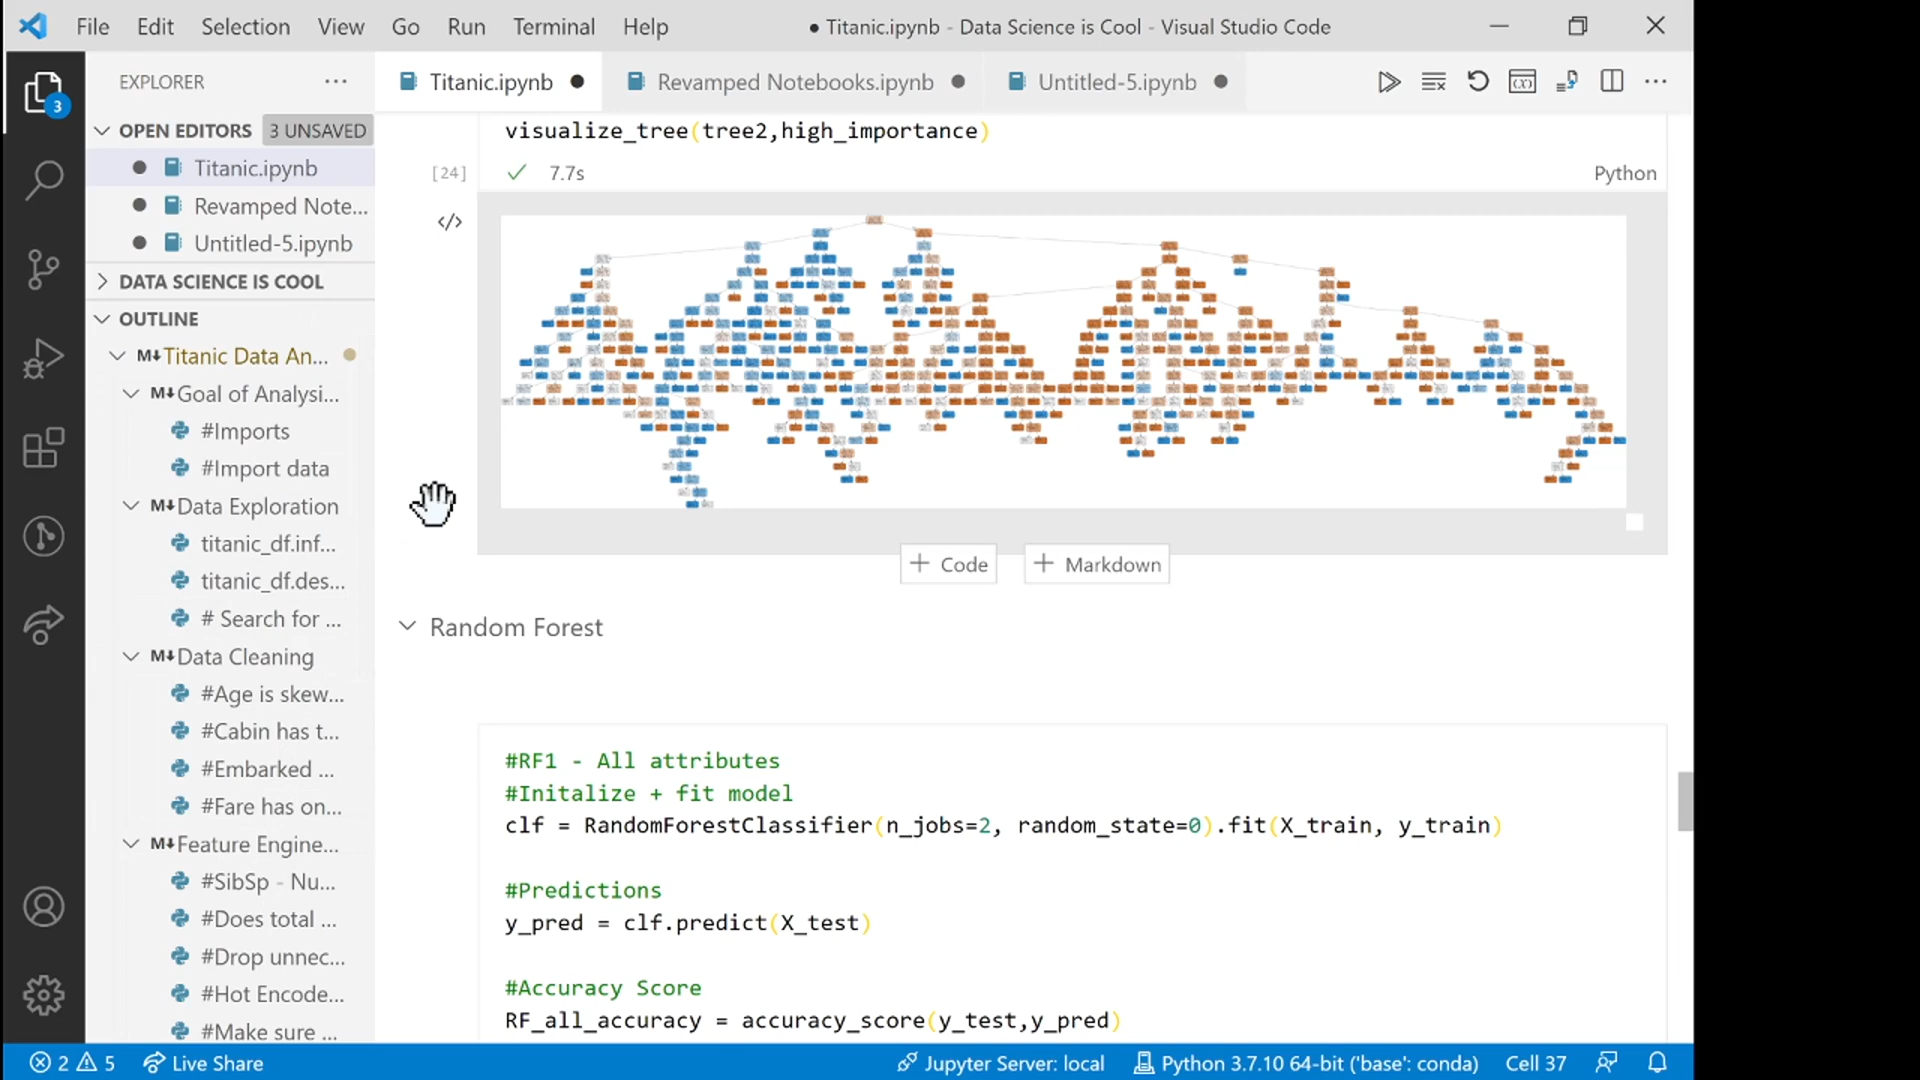 File Edit Selection View Go Run Terminal Help ● Titanic.ipynb - Data Science is Cool - Visual Studio Code
EXPLORER ···
Titanic.ipynb ●
Revamped Notebooks.ipynb ●
Untitled-5.ipynb ●
3
OPEN EDITORS 3 UNSAVED
Titanic.ipynb
Revamped Note...
Untitled-5.ipynb
DATA SCIENCE IS COOL
OUTLINE
Titanic Data An...
Goal of Analysi...
#Imports
#Import data
Data Exploration
titanic_df.inf...
titanic_df.des...
# Search for ...
Data Cleaning
#Age is skew...
#Cabin has t...
#Embarked ...
#Fare has on...
Feature Engine...
#SibSp - Nu...
#Does total ...
#Drop unnec...
#Hot Encode...
#Make sure ...
visualize_tree(tree2,high_importance)
[24] ✓ 7.7s Python
+ Code + Markdown
Random Forest
#RF1 - All attributes
#Initalize + fit model
clf = RandomForestClassifier(n_jobs=2, random_state=0).fit(X_train, y_train)
#Predictions
y_pred = clf.predict(X_test)
#Accuracy Score
RF_all_accuracy = accuracy_score(y_test,y_pred)
2 5 Live Share Jupyter Server: local Python 3.7.10 64-bit ('base': conda) Cell 37